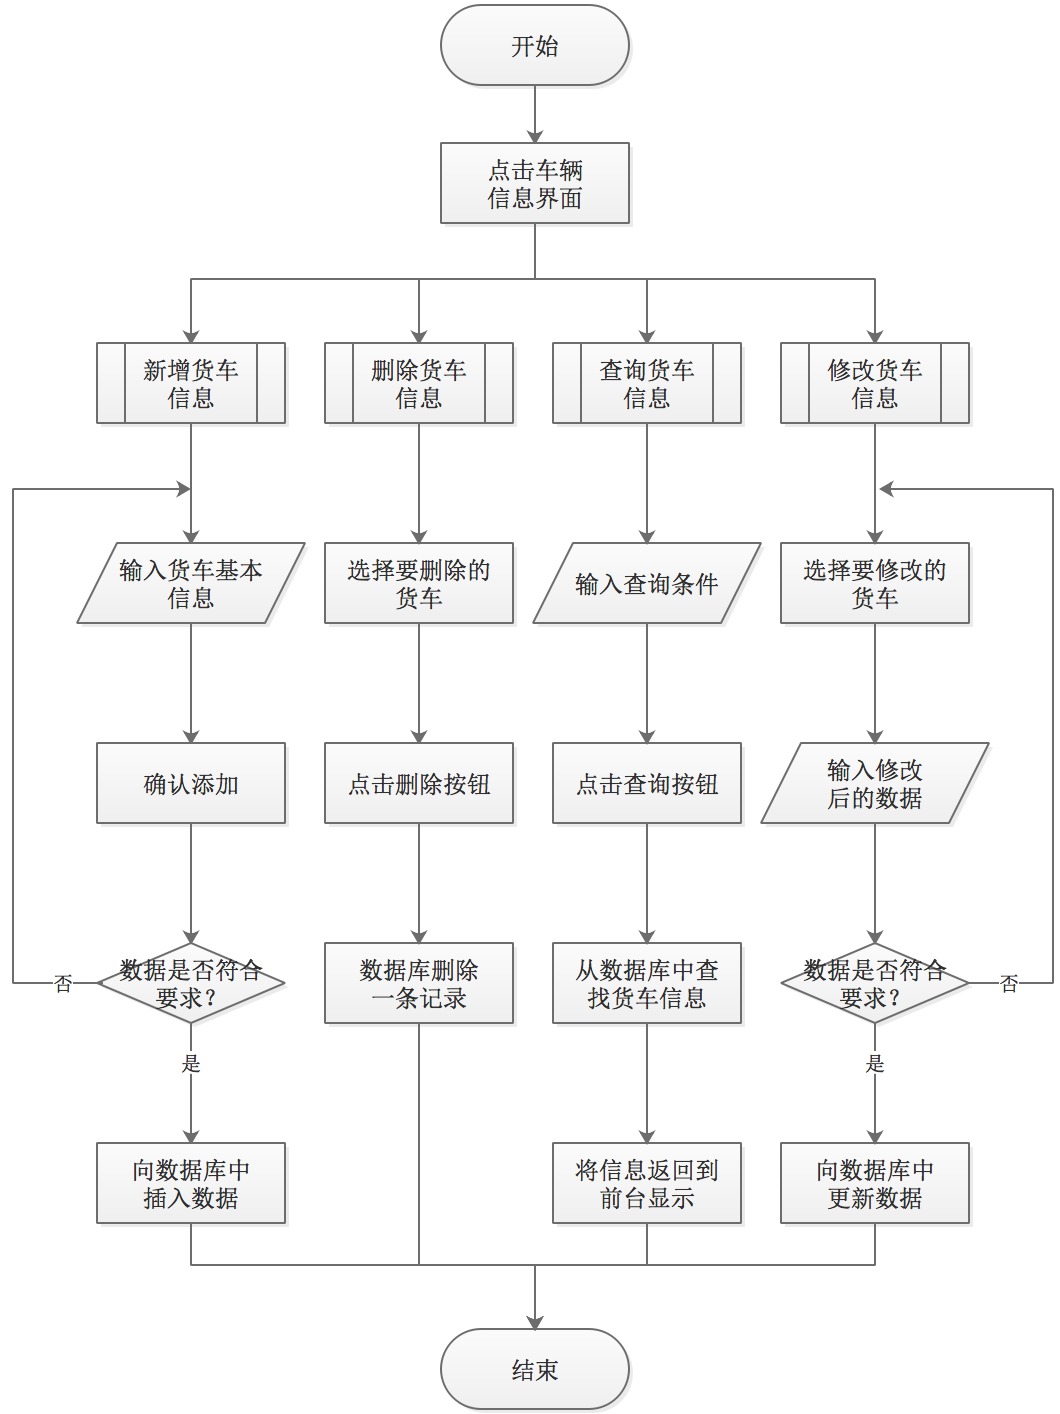 开始
点击车辆
信息界面
新增货车
信息
删除货车
信息
查询货车
信息
修改货车
信息
输入货车基本
信息
选择要删除的
货车
输入查询条件
选择要修改的
货车
确认添加
点击删除按钮
点击查询按钮
输入修改
后的数据
数据是否符合
要求？
否
是
数据库删除
一条记录
从数据库中查
找货车信息
数据是否符合
要求？
否
是
向数据库中
插入数据
将信息返回到
前台显示
向数据库中
更新数据
结束